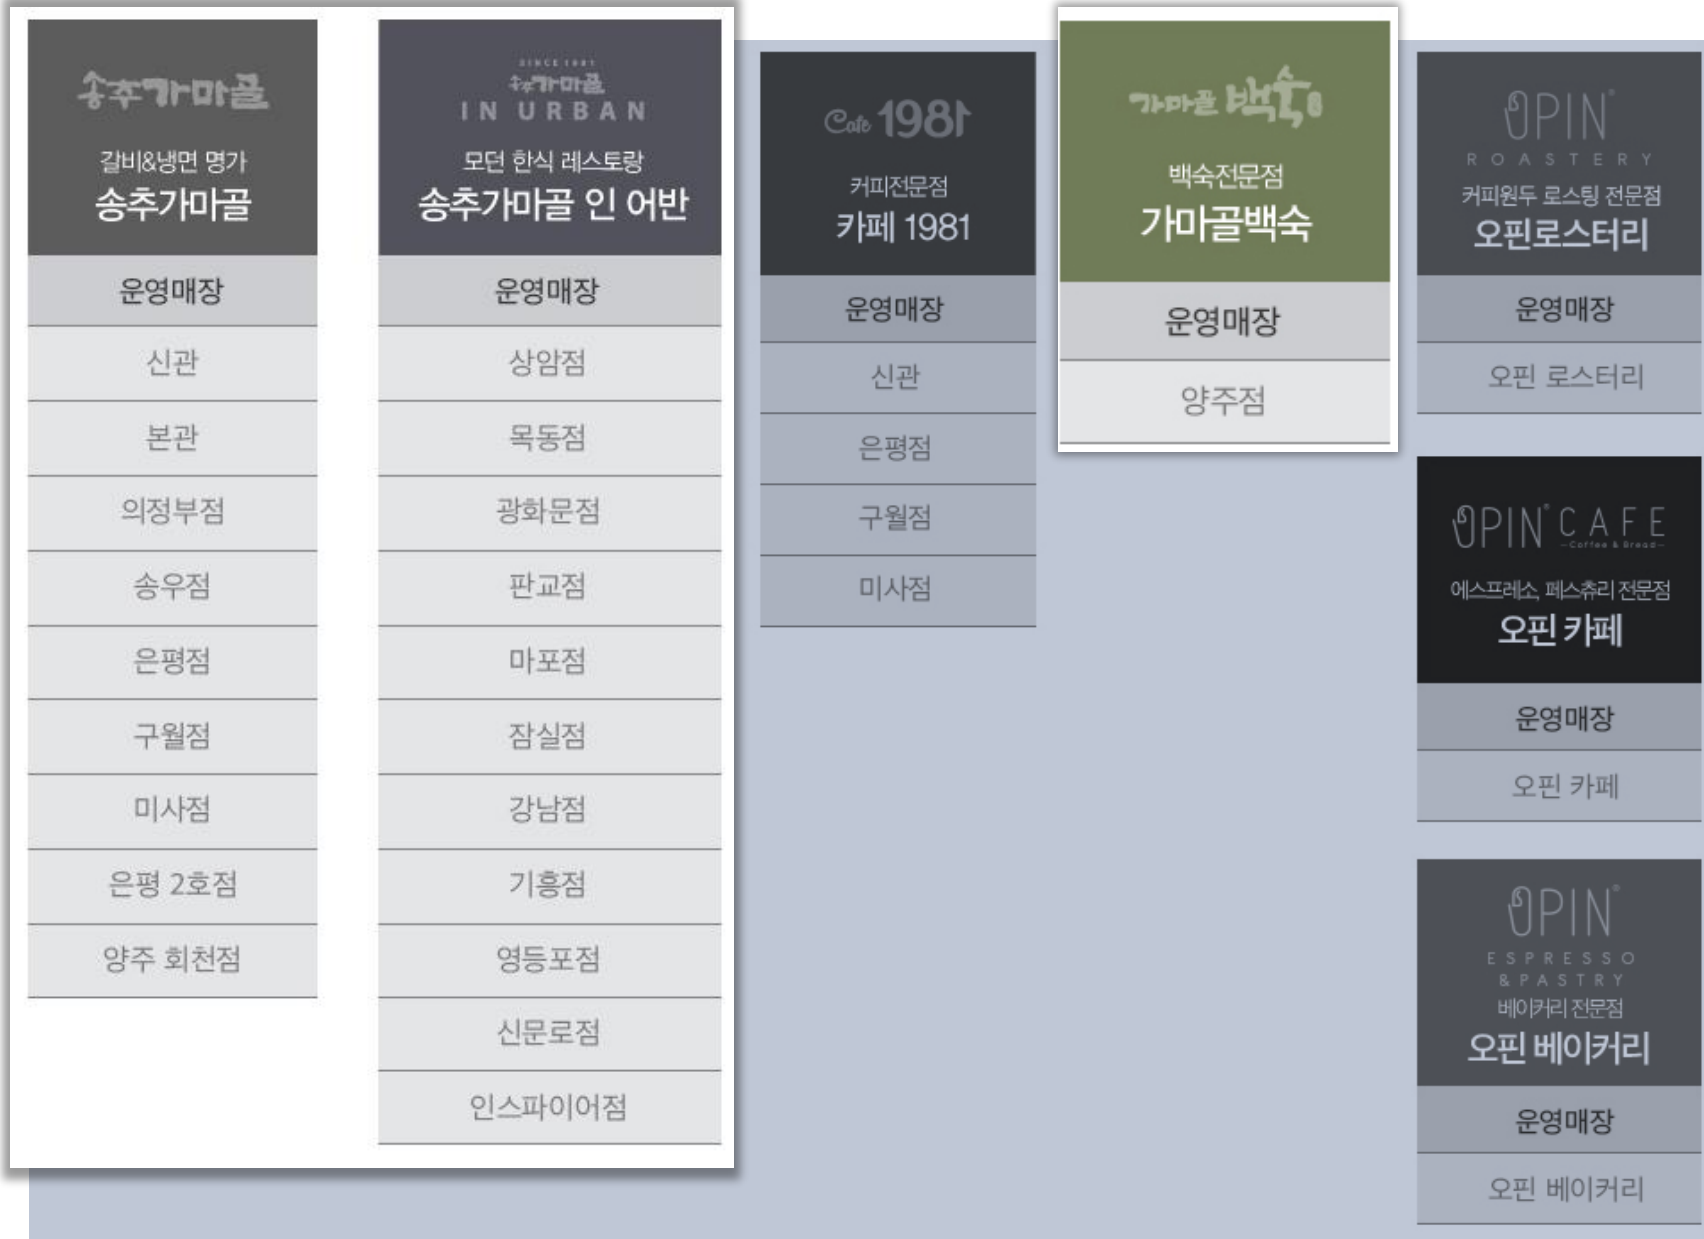 송추가마골
갈비&냉면 명가
송추가마골
운영매장
신관
본관
의정부점
송우점
은평점
구월점
미사점
은평 2호점
양주 회천점
SINCE 1981
송추가마골
IN URBAN
모던 한식 레스토랑
송추가마골 인 어반
운영매장
상암점
목동점
광화문점
판교점
마포점
잠실점
강남점
기흥점
영등포점
신문로점
인스파이어점
Cafe 1981
커피전문점
카페 1981
운영매장
신관
은평점
구월점
미사점
가마골 백숙
백숙전문점
가마골백숙
운영매장
양주점
OPIN®
ROASTERY
커피원두 로스팅 전문점
오핀로스터리
운영매장
오핀 로스터리
OPIN® CAFE
Coffee & Bread
에스프레소, 페스츄리 전문점
오핀 카페
운영매장
오핀 카페
OPIN®
ESPRESSO
& PASTRY
베이커리 전문점
오핀 베이커리
운영매장
오핀 베이커리